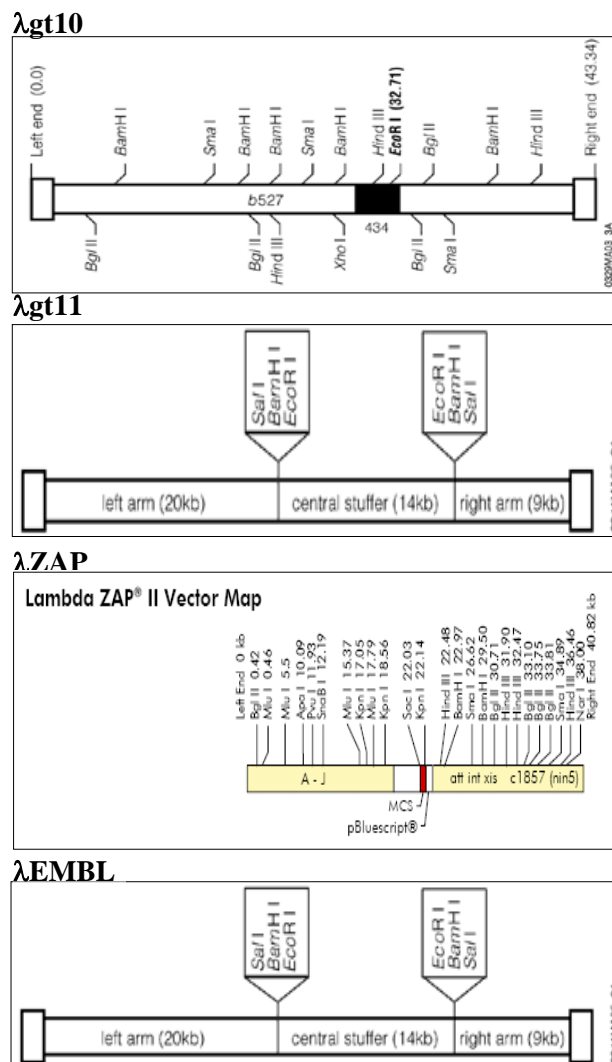 λgt10
Left end (0.0)
BamH I
Sma I
BamH I
BamH I
Sma I
BamH I
Hind III
EcoR I (32.71)
Bgl II
BamH I
Hind III
Right end (43.34)
b527
434
Bgl II
Bgl II
Hind III
Xho I
Bgl II
Sma I
0329MA03_3A
λgt11
Sal I
BamH I
EcoR I
EcoR I
BamH I
Sal I
left arm (20kb)
central stuffer (14kb)
right arm (9kb)
λZAP
Lambda ZAP® II Vector Map
Left End 0 kb
Bgl II 0.42
Mlu I 0.46
Mlu I 5.5
Apa I 10.09
Pvu I 11.93
SnaB I 12.19
Mlu I 15.37
Kpn I 17.05
Mlu I 17.79
Kpn I 18.56
Sac I 22.03
Kpn I 22.14
Hind III 22.48
BamH I 22.97
Sma I 26.62
BamH I 29.50
Bgl II 30.71
Hind III 31.90
Hind III 32.47
Bgl II 33.10
Bgl II 33.75
Bgl II 33.81
Sma I 34.89
Hind III 36.46
Nar I 38.00
Right End 40.82 kb
A - J
att int xis
c1857 (nin5)
MCS
pBluescript®
λEMBL
Sal I
BamH I
EcoR I
EcoR I
BamH I
Sal I
left arm (20kb)
central stuffer (14kb)
right arm (9kb)